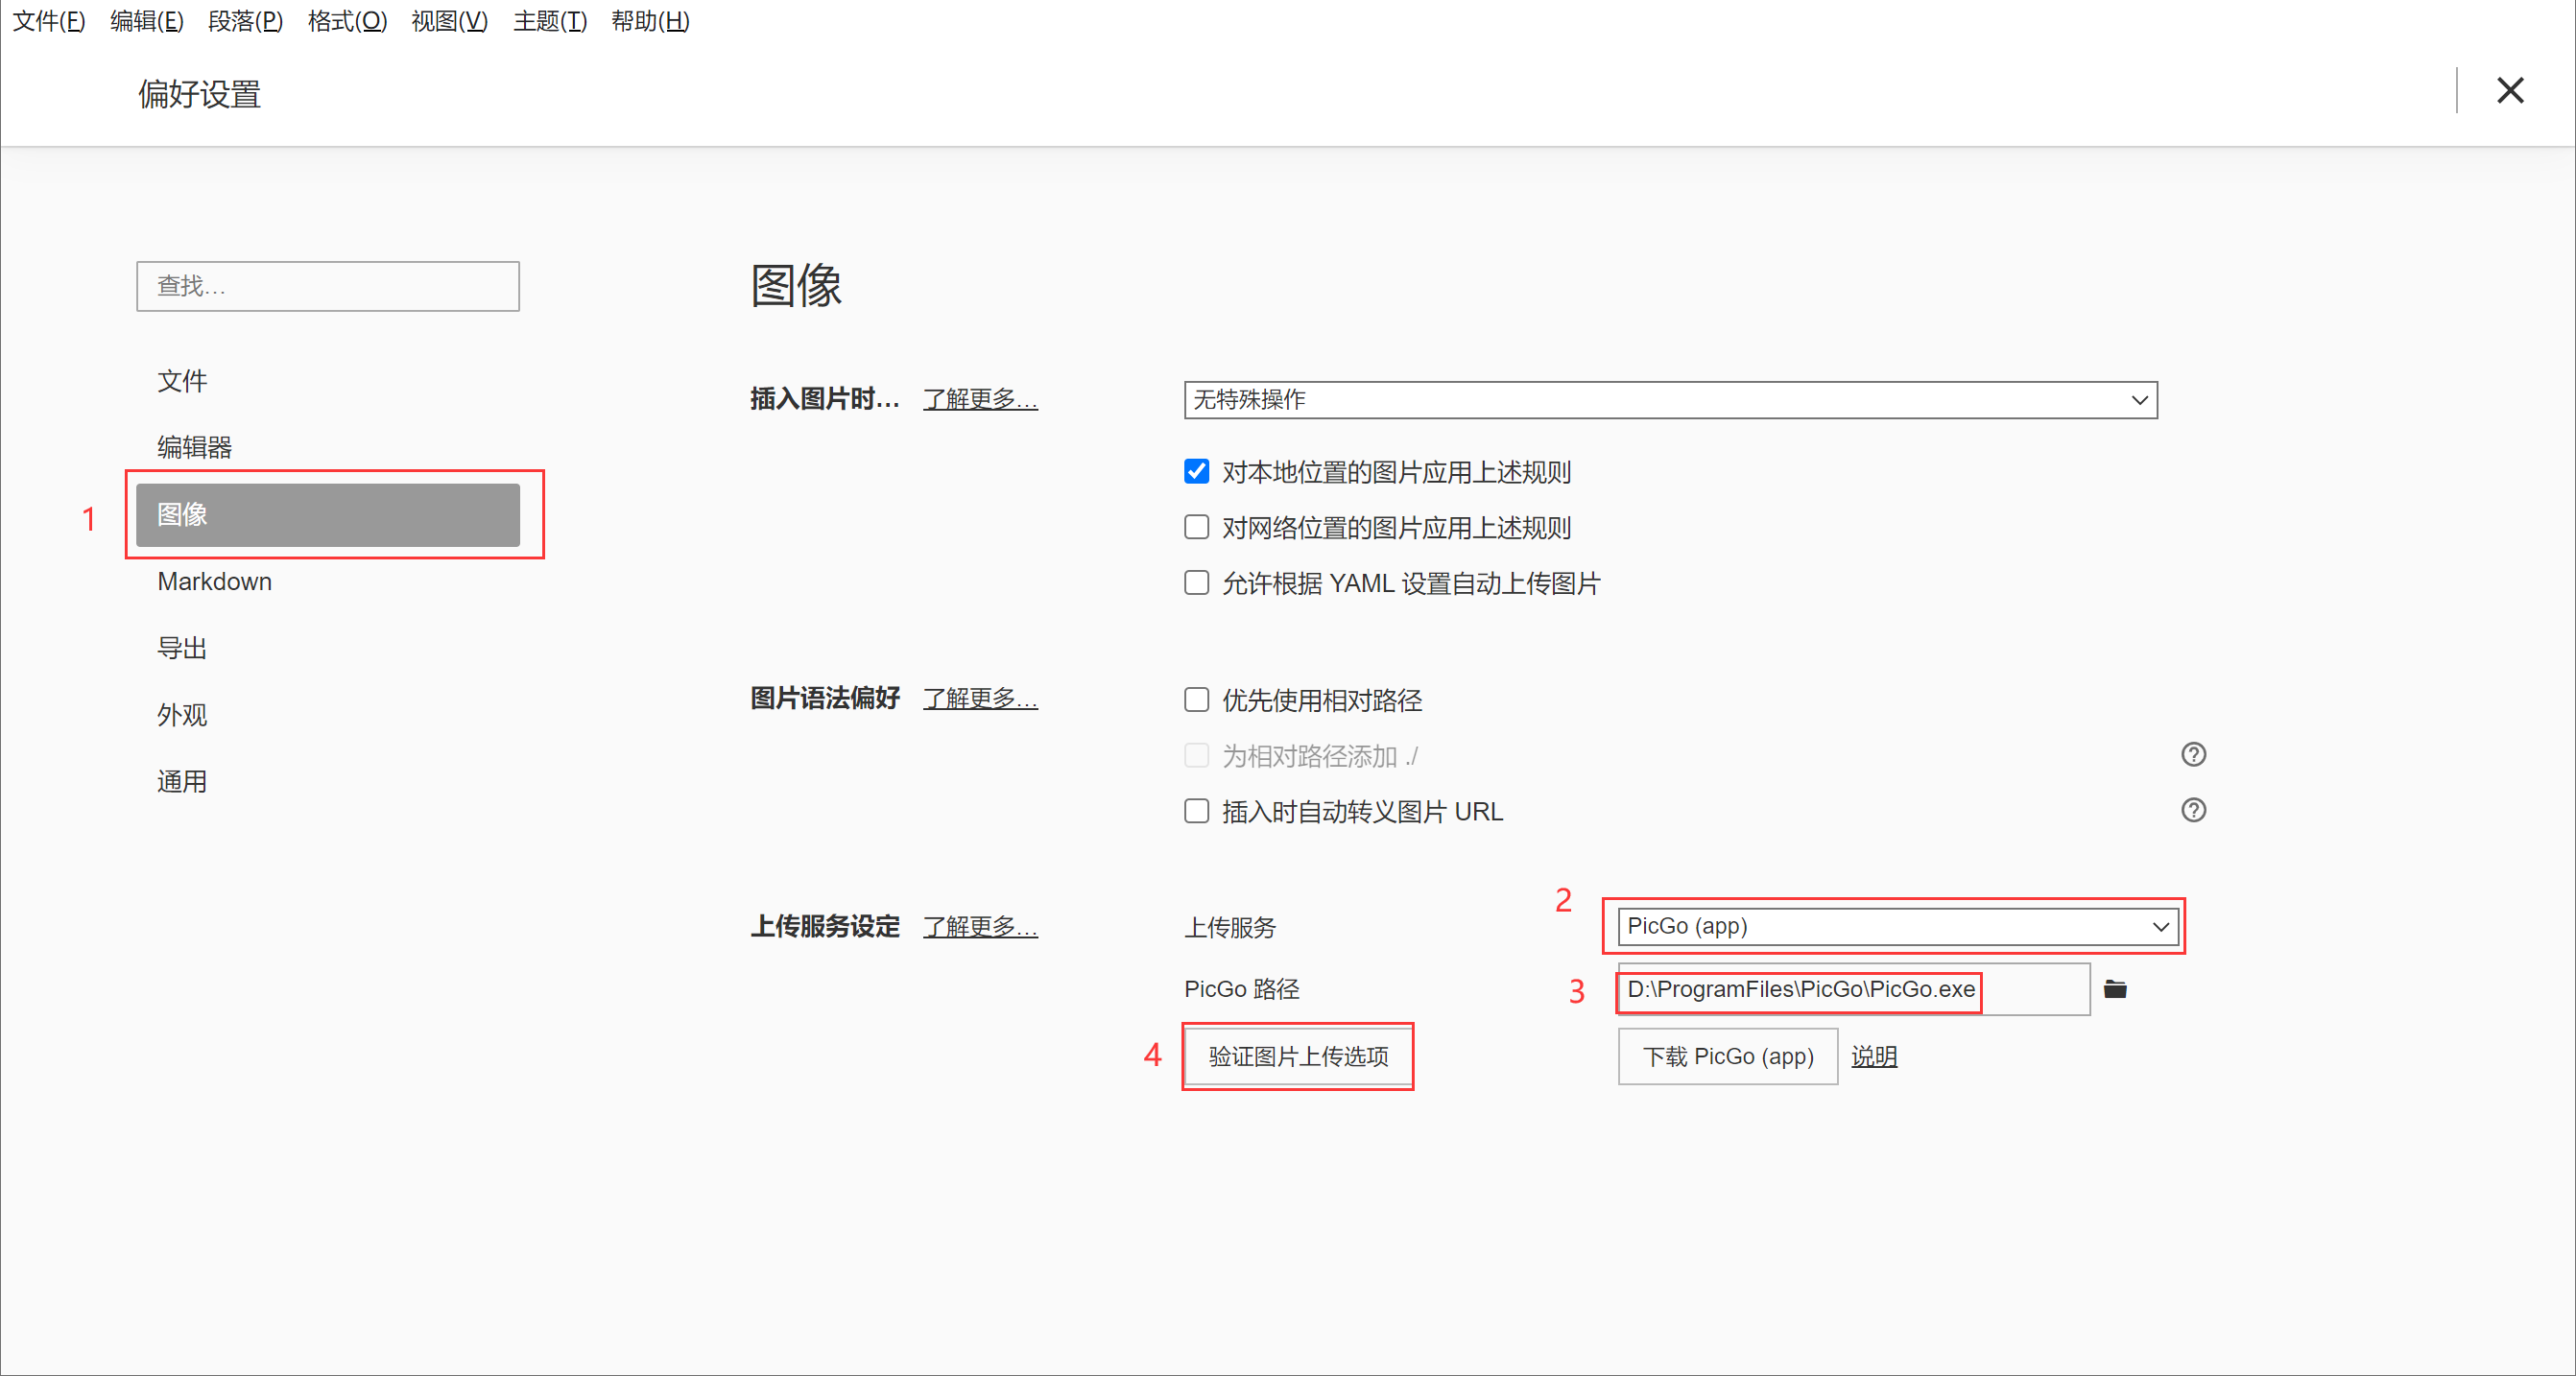 文件(F) 编辑(E) 段落(P) 格式(O) 视图(V) 主题(T) 帮助(H)
偏好设置
查找…
文件
编辑器
1 图像
Markdown
导出
外观
通用
图像
插入图片时… 了解更多… 无特殊操作
对本地位置的图片应用上述规则
对网络位置的图片应用上述规则
允许根据 YAML 设置自动上传图片
图片语法偏好 了解更多… 优先使用相对路径
为相对路径添加 ./
插入时自动转义图片 URL
上传服务设定 了解更多… 上传服务 2 PicGo (app)
PicGo 路径 3 D:\ProgramFiles\PicGo\PicGo.exe
4 验证图片上传选项 下载 PicGo (app) 说明